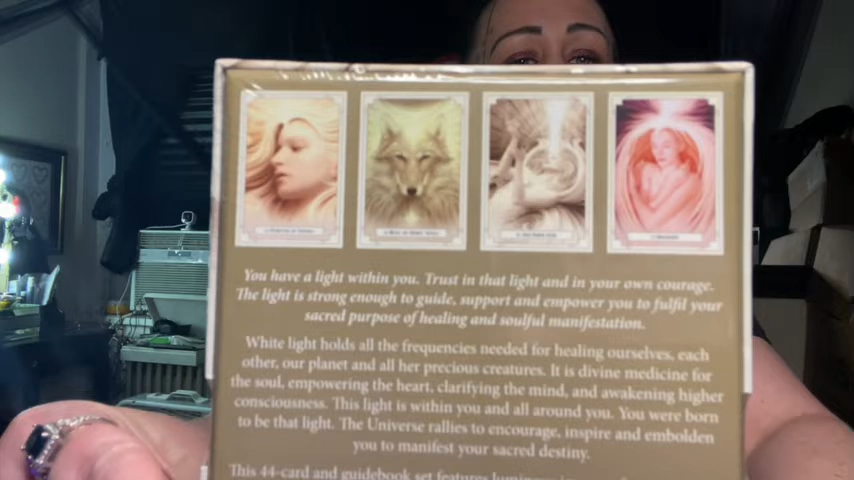 You have a light within you. Trust in that light and in your own courage.
The light is strong enough to guide, support and empower you to fulfil your
sacred purpose of healing and soulful manifestation.
White light holds all the frequencies needed for healing ourselves, each
other, our planet and all her precious creatures. It is divine medicine for
the soul, empowering the heart, clarifying the mind, and awakening higher
consciousness. This light is within you and all around you. You were born
to be that light. The Universe rallies to encourage, inspire and embolden
you to manifest your sacred destiny.
This 44-card and guidebook set features